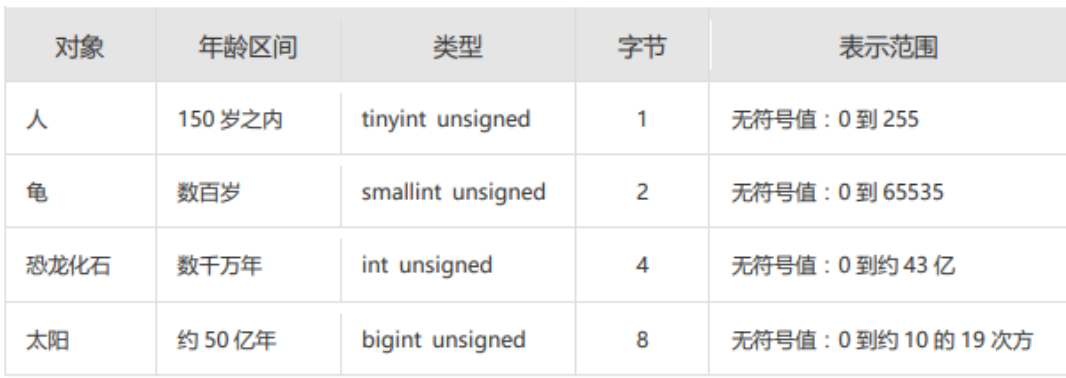 对象 年龄区间 类型 字节 表示范围
人 150 岁之内 tinyint unsigned 1 无符号值：0 到 255
龟 数百岁 smallint unsigned 2 无符号值：0 到 65535
恐龙化石 数千万年 int unsigned 4 无符号值：0 到约 43 亿
太阳 约 50 亿年 bigint unsigned 8 无符号值：0 到约 10 的 19 次方